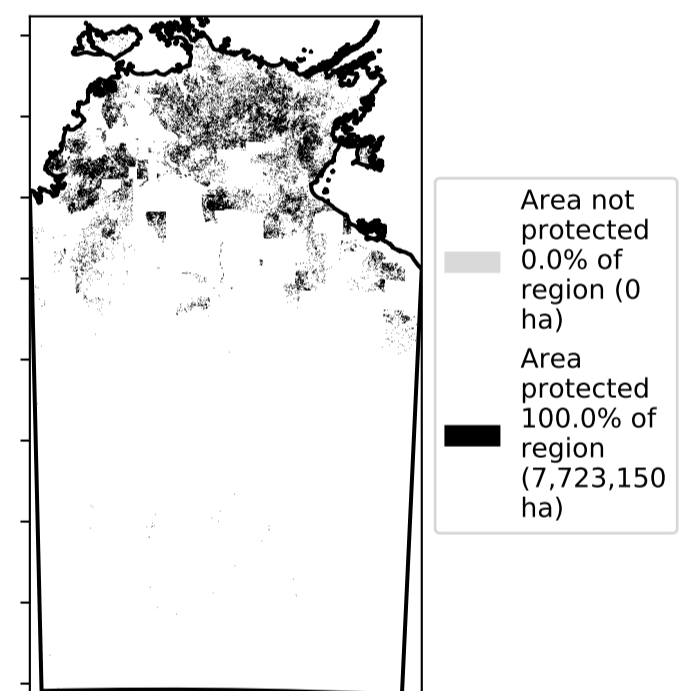 Area not
protected
0.0% of
region (0
ha)
Area
protected
100.0% of
region
(7,723,150
ha)